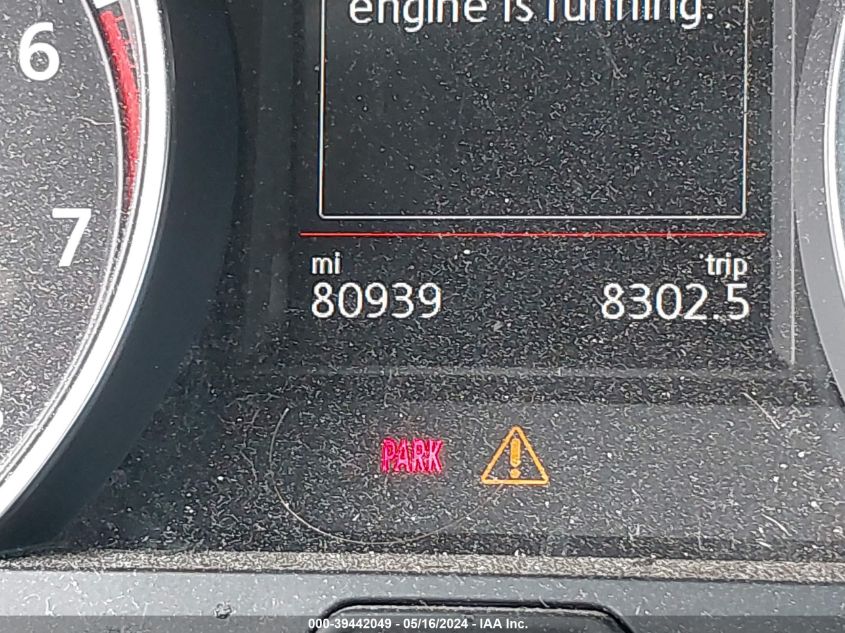 engine is running.
6
7
mi trip
80939 8302.5
PARK
000-39442049 - 05/16/2024 - IAA Inc.